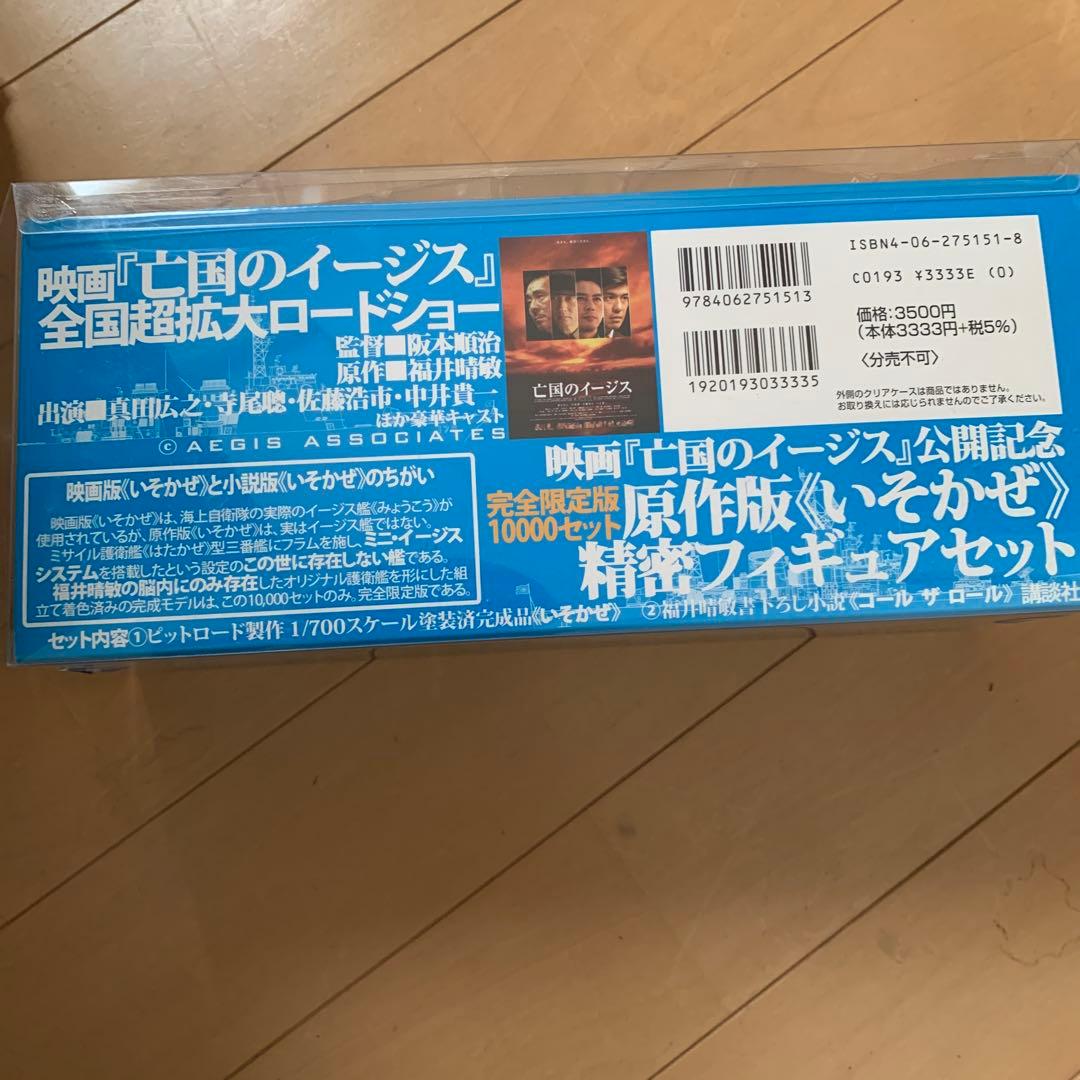 映画『亡国のイージス』
全国超拡大ロードショー
監督■阪本順治
原作■福井晴敏
出演■真田広之・寺尾聰・佐藤浩市・中井貴一
ほか豪華キャスト
© AEGIS ASSOCIATES
亡国のイージス
9784062751513
1920193033335
ISBN4-06-275151-8
C0193 ¥3333E (0)
価格:3500円
(本体3333円+税5%)
〈分売不可〉
外側のクリアケースは商品ではありません。
お取り換えには応じられませんのでご了承ください。
映画版《いそかぜ》と小説版《いそかぜ》のちがい
映画版《いそかぜ》は、海上自衛隊の実際のイージス艦《みょうこう》が
使用されているが、原作版《いそかぜ》は、実はイージス艦ではない。
ミサイル護衛艦《はたかぜ》型三番艦にフラムを施し、ミニ・イージス
システムを搭載したという設定のこの世に存在しない艦である。
福井晴敏の脳内にのみ存在したオリジナル護衛艦を形にした組
立て着色済みの完成モデルは、この10,000セットのみ。完全限定版である。
映画『亡国のイージス』公開記念
完全限定版
10000セット
原作版《いそかぜ》
精密フィギュアセット
セット内容①ピットロード製作 1/700スケール塗装済完成品《いそかぜ》 ②福井晴敏書下ろし小説《コール ザ ロール》 講談社